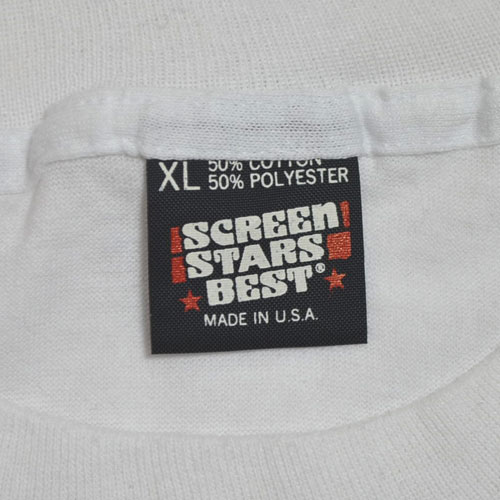 XL 50% COTTON
50% POLYESTER
SCREEN
STARS
BEST®
MADE IN U.S.A.